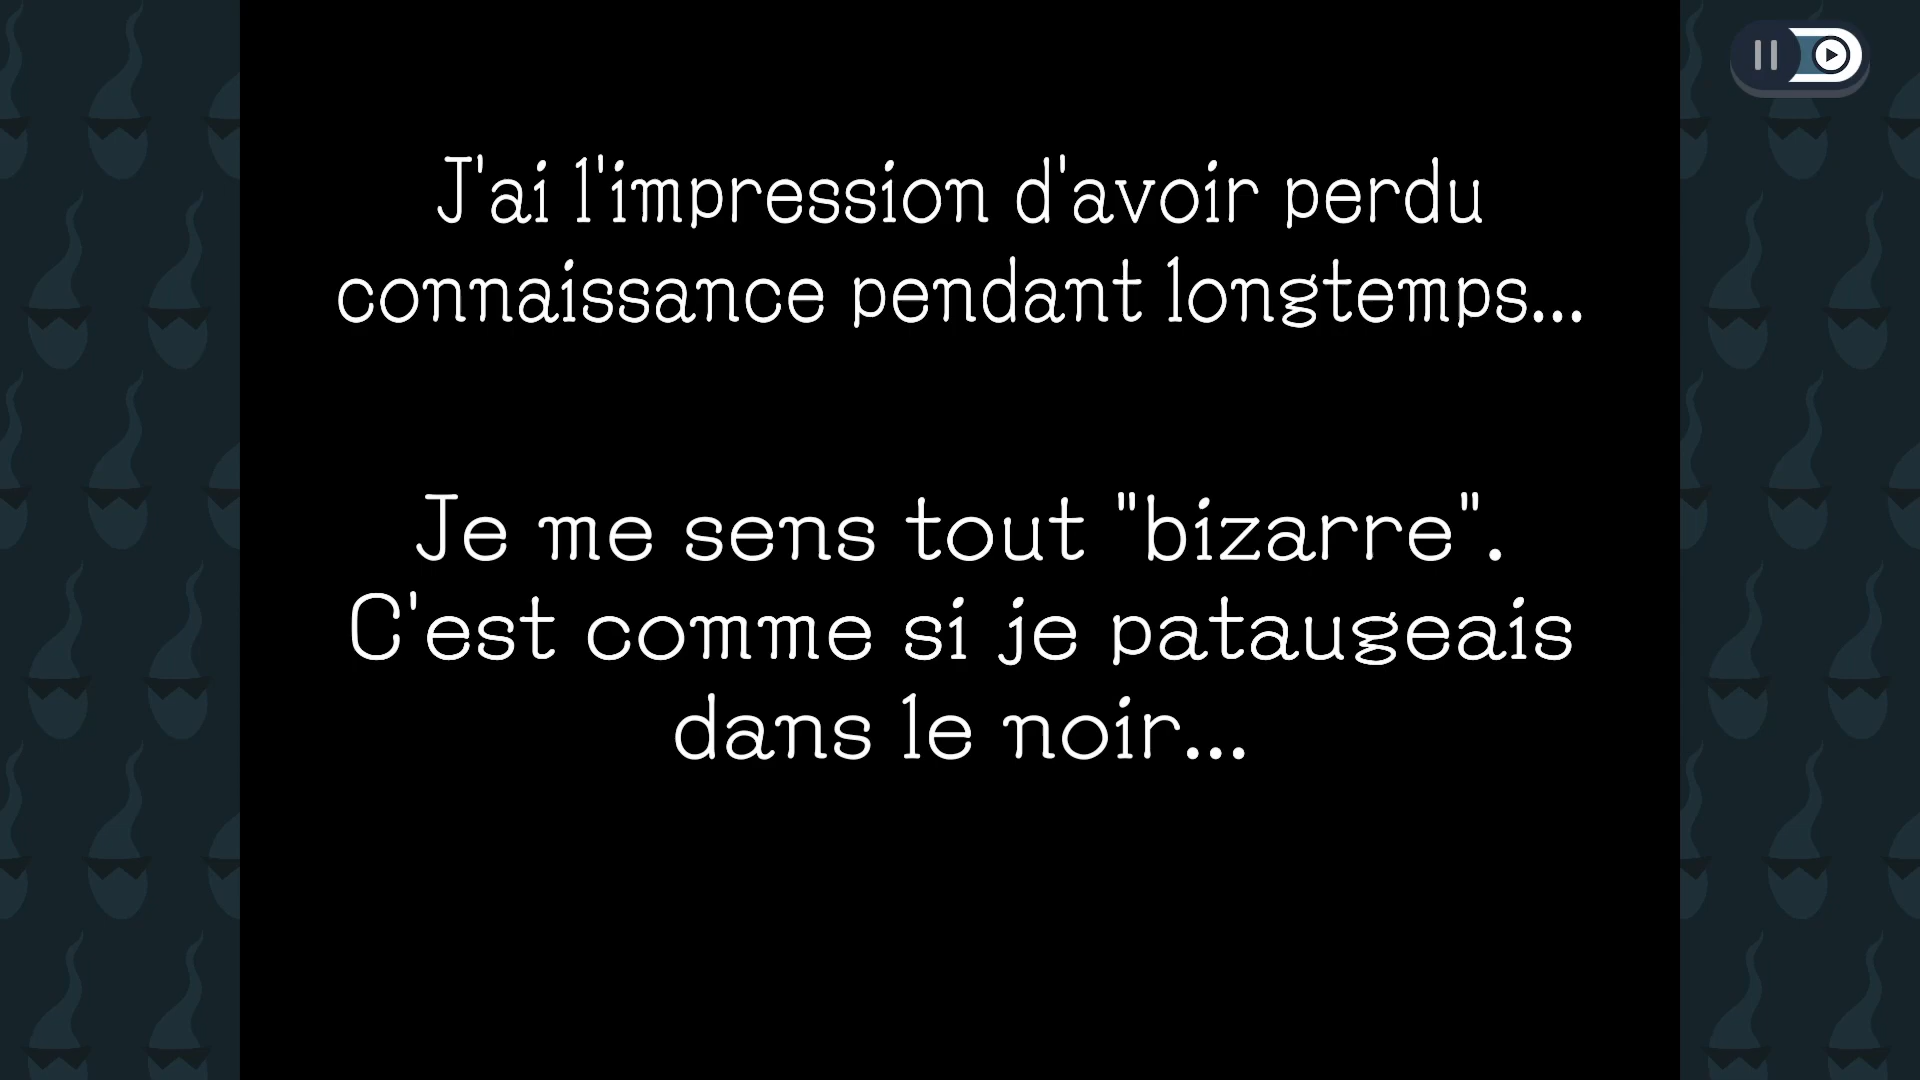 J'ai l'impression d'avoir perdu
connaissance pendant longtemps...
Je me sens tout "bizarre".
C'est comme si je pataugeais
dans le noir...